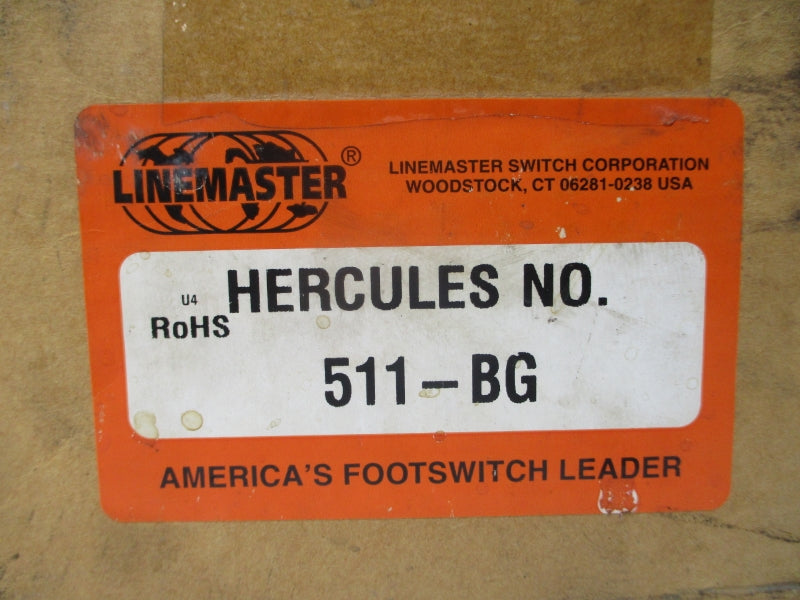 LINEMASTER®
LINEMASTER SWITCH CORPORATION
WOODSTOCK, CT 06281-0238 USA
U4
RoHS
HERCULES NO.
511-BG
AMERICA'S FOOTSWITCH LEADER